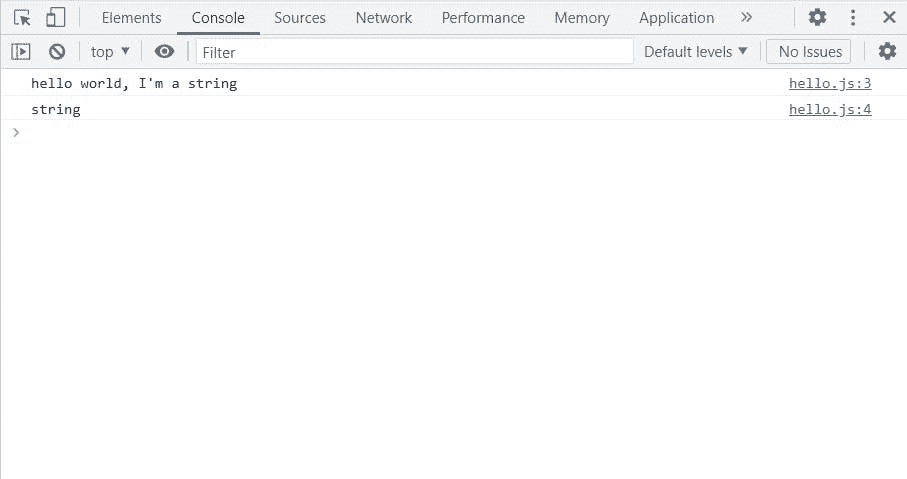 Elements Console Sources Network Performance Memory Application »
top ▼ Filter Default levels ▼ No Issues
hello world, I'm a string hello.js:3
string hello.js:4
>